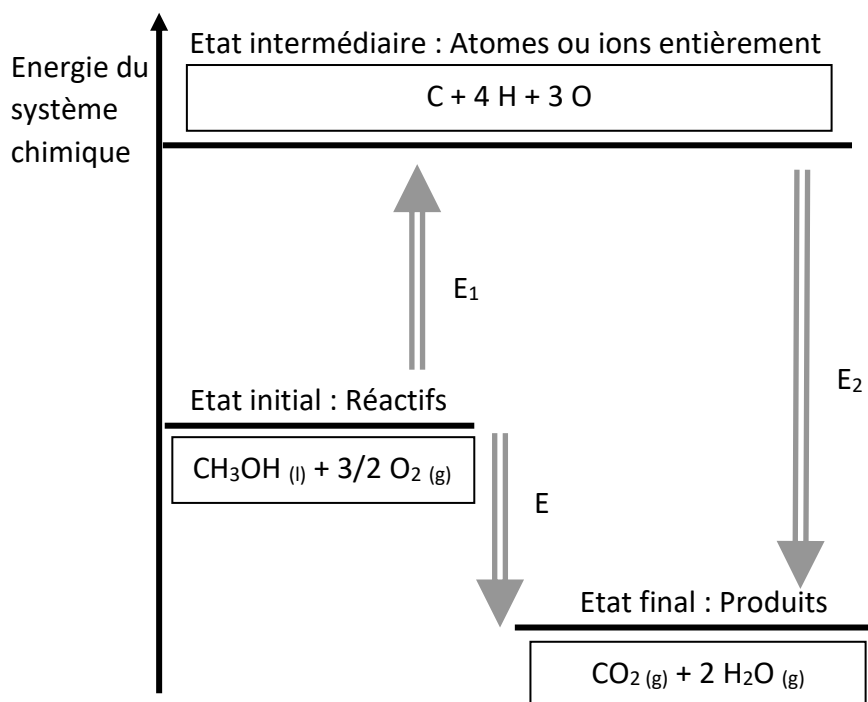 Etat intermédiaire : Atomes ou ions entièrement
Energie du
système
chimique
C + 4 H + 3 O
E₁
E₂
Etat initial : Réactifs
CH₃OH (l) + 3/2 O₂ (g)
E
Etat final : Produits
CO₂ (g) + 2 H₂O (g)